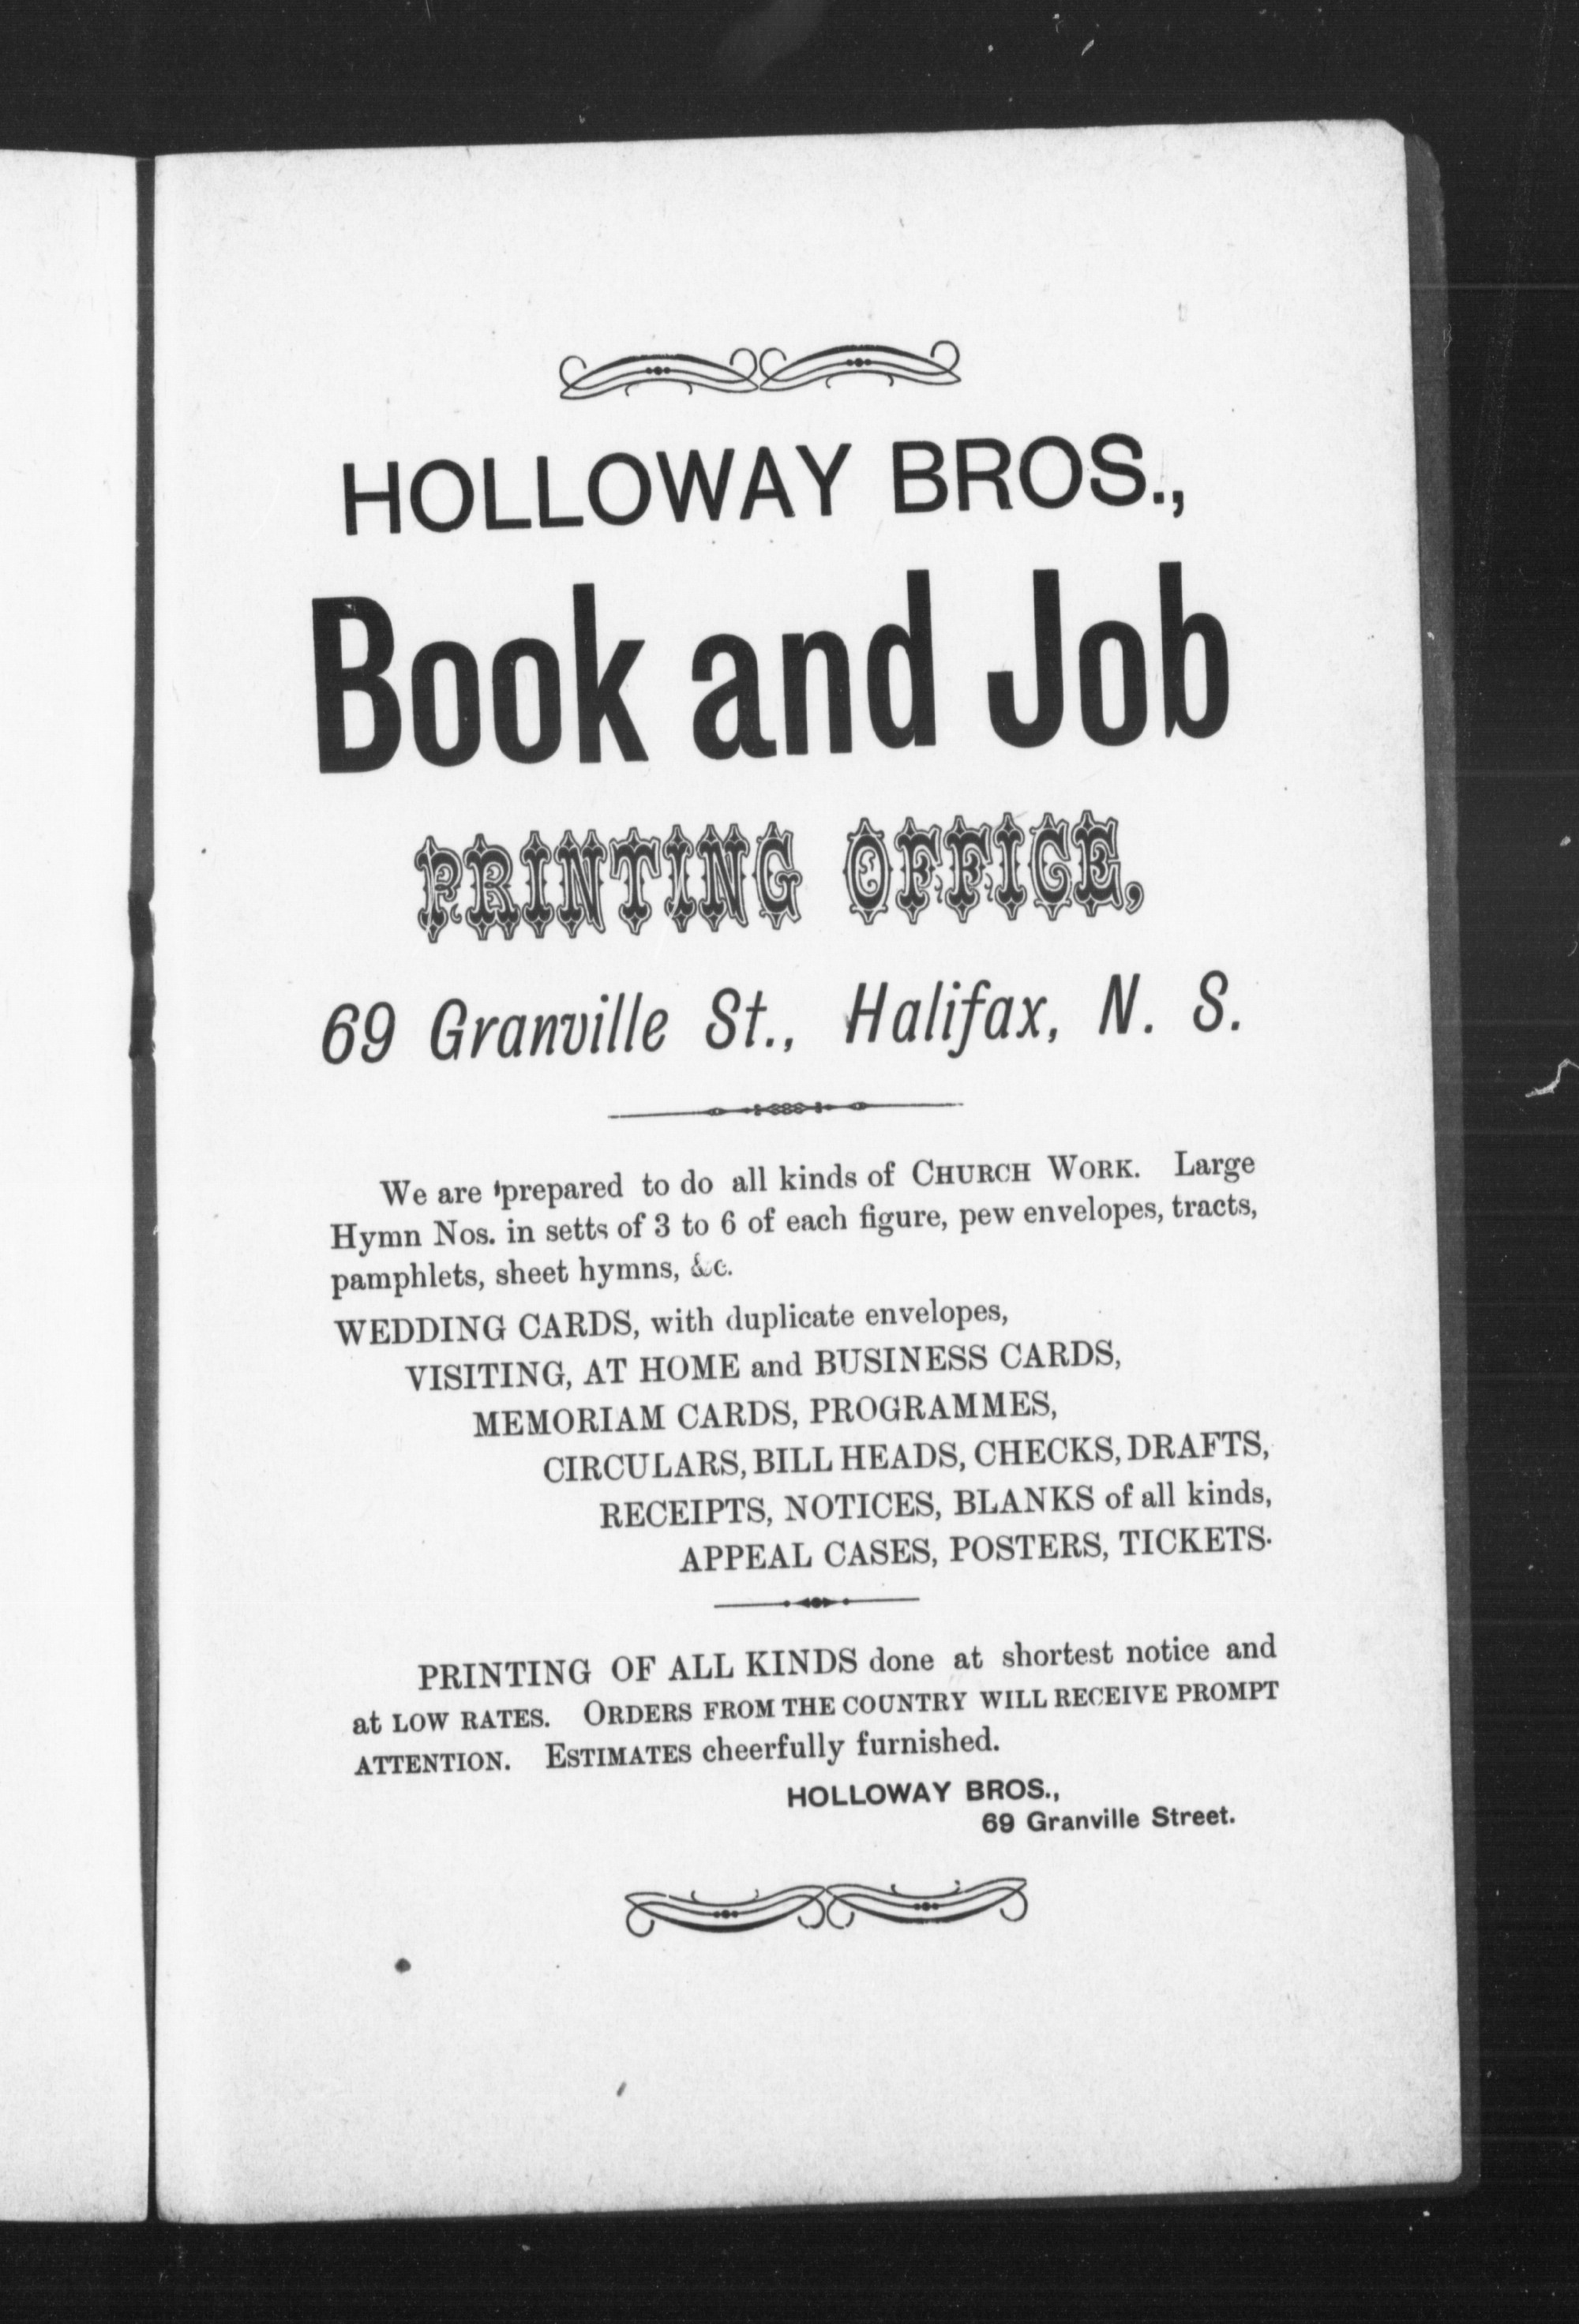 HOLLOWAY BROS.,
Book and Job
PRINTING OFFICE,
69 Granville St., Halifax, N. S.
We are prepared to do all kinds of CHURCH WORK. Large
Hymn Nos. in setts of 3 to 6 of each figure, pew envelopes, tracts,
pamphlets, sheet hymns, &c.
WEDDING CARDS, with duplicate envelopes,
VISITING, AT HOME and BUSINESS CARDS,
MEMORIAM CARDS, PROGRAMMES,
CIRCULARS, BILL HEADS, CHECKS, DRAFTS,
RECEIPTS, NOTICES, BLANKS of all kinds,
APPEAL CASES, POSTERS, TICKETS.
PRINTING OF ALL KINDS done at shortest notice and
at LOW RATES. ORDERS FROM THE COUNTRY WILL RECEIVE PROMPT
ATTENTION. ESTIMATES cheerfully furnished.
HOLLOWAY BROS.,
69 Granville Street.